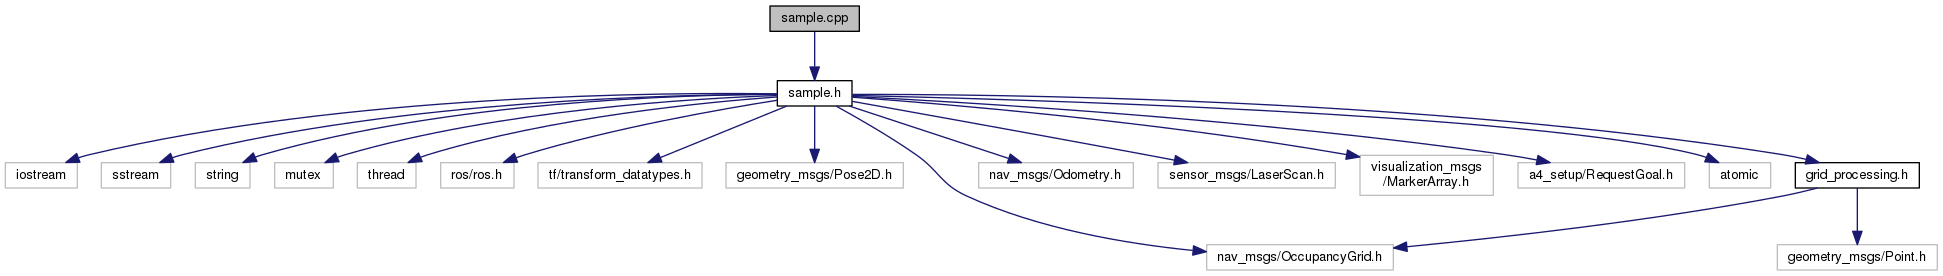 sample.cpp
sample.h
iostream
sstream
string
mutex
thread
ros/ros.h
tf/transform_datatypes.h
geometry_msgs/Pose2D.h
nav_msgs/Odometry.h
sensor_msgs/LaserScan.h
visualization_msgs
/MarkerArray.h
a4_setup/RequestGoal.h
atomic
grid_processing.h
nav_msgs/OccupancyGrid.h
geometry_msgs/Point.h